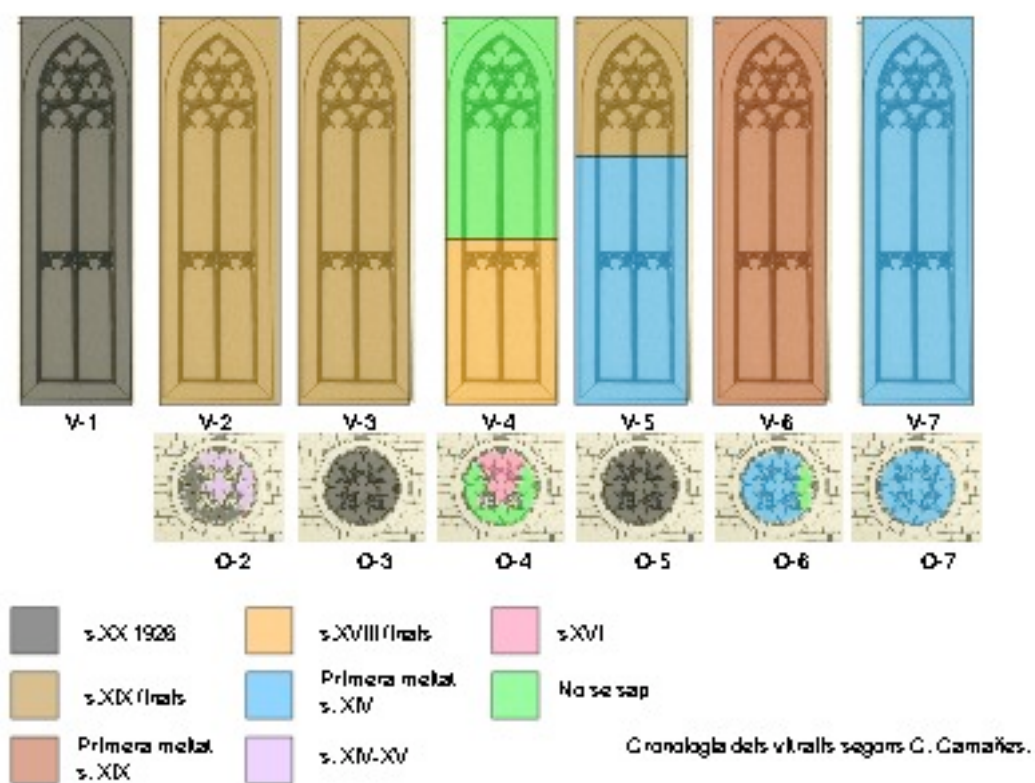 V-1 V-2 V-3 V-4 V-5 V-6 V-7
O-2 O-3 O-4 O-5 O-6 O-7
s.XX 1926 s.XVIII finals s.XVI
s.XIX finals Primera meitat s. XIV No se sap
Primera meitat s. XIX s. XIV-XV Cronologia dels vitralls segons C. Camañes.